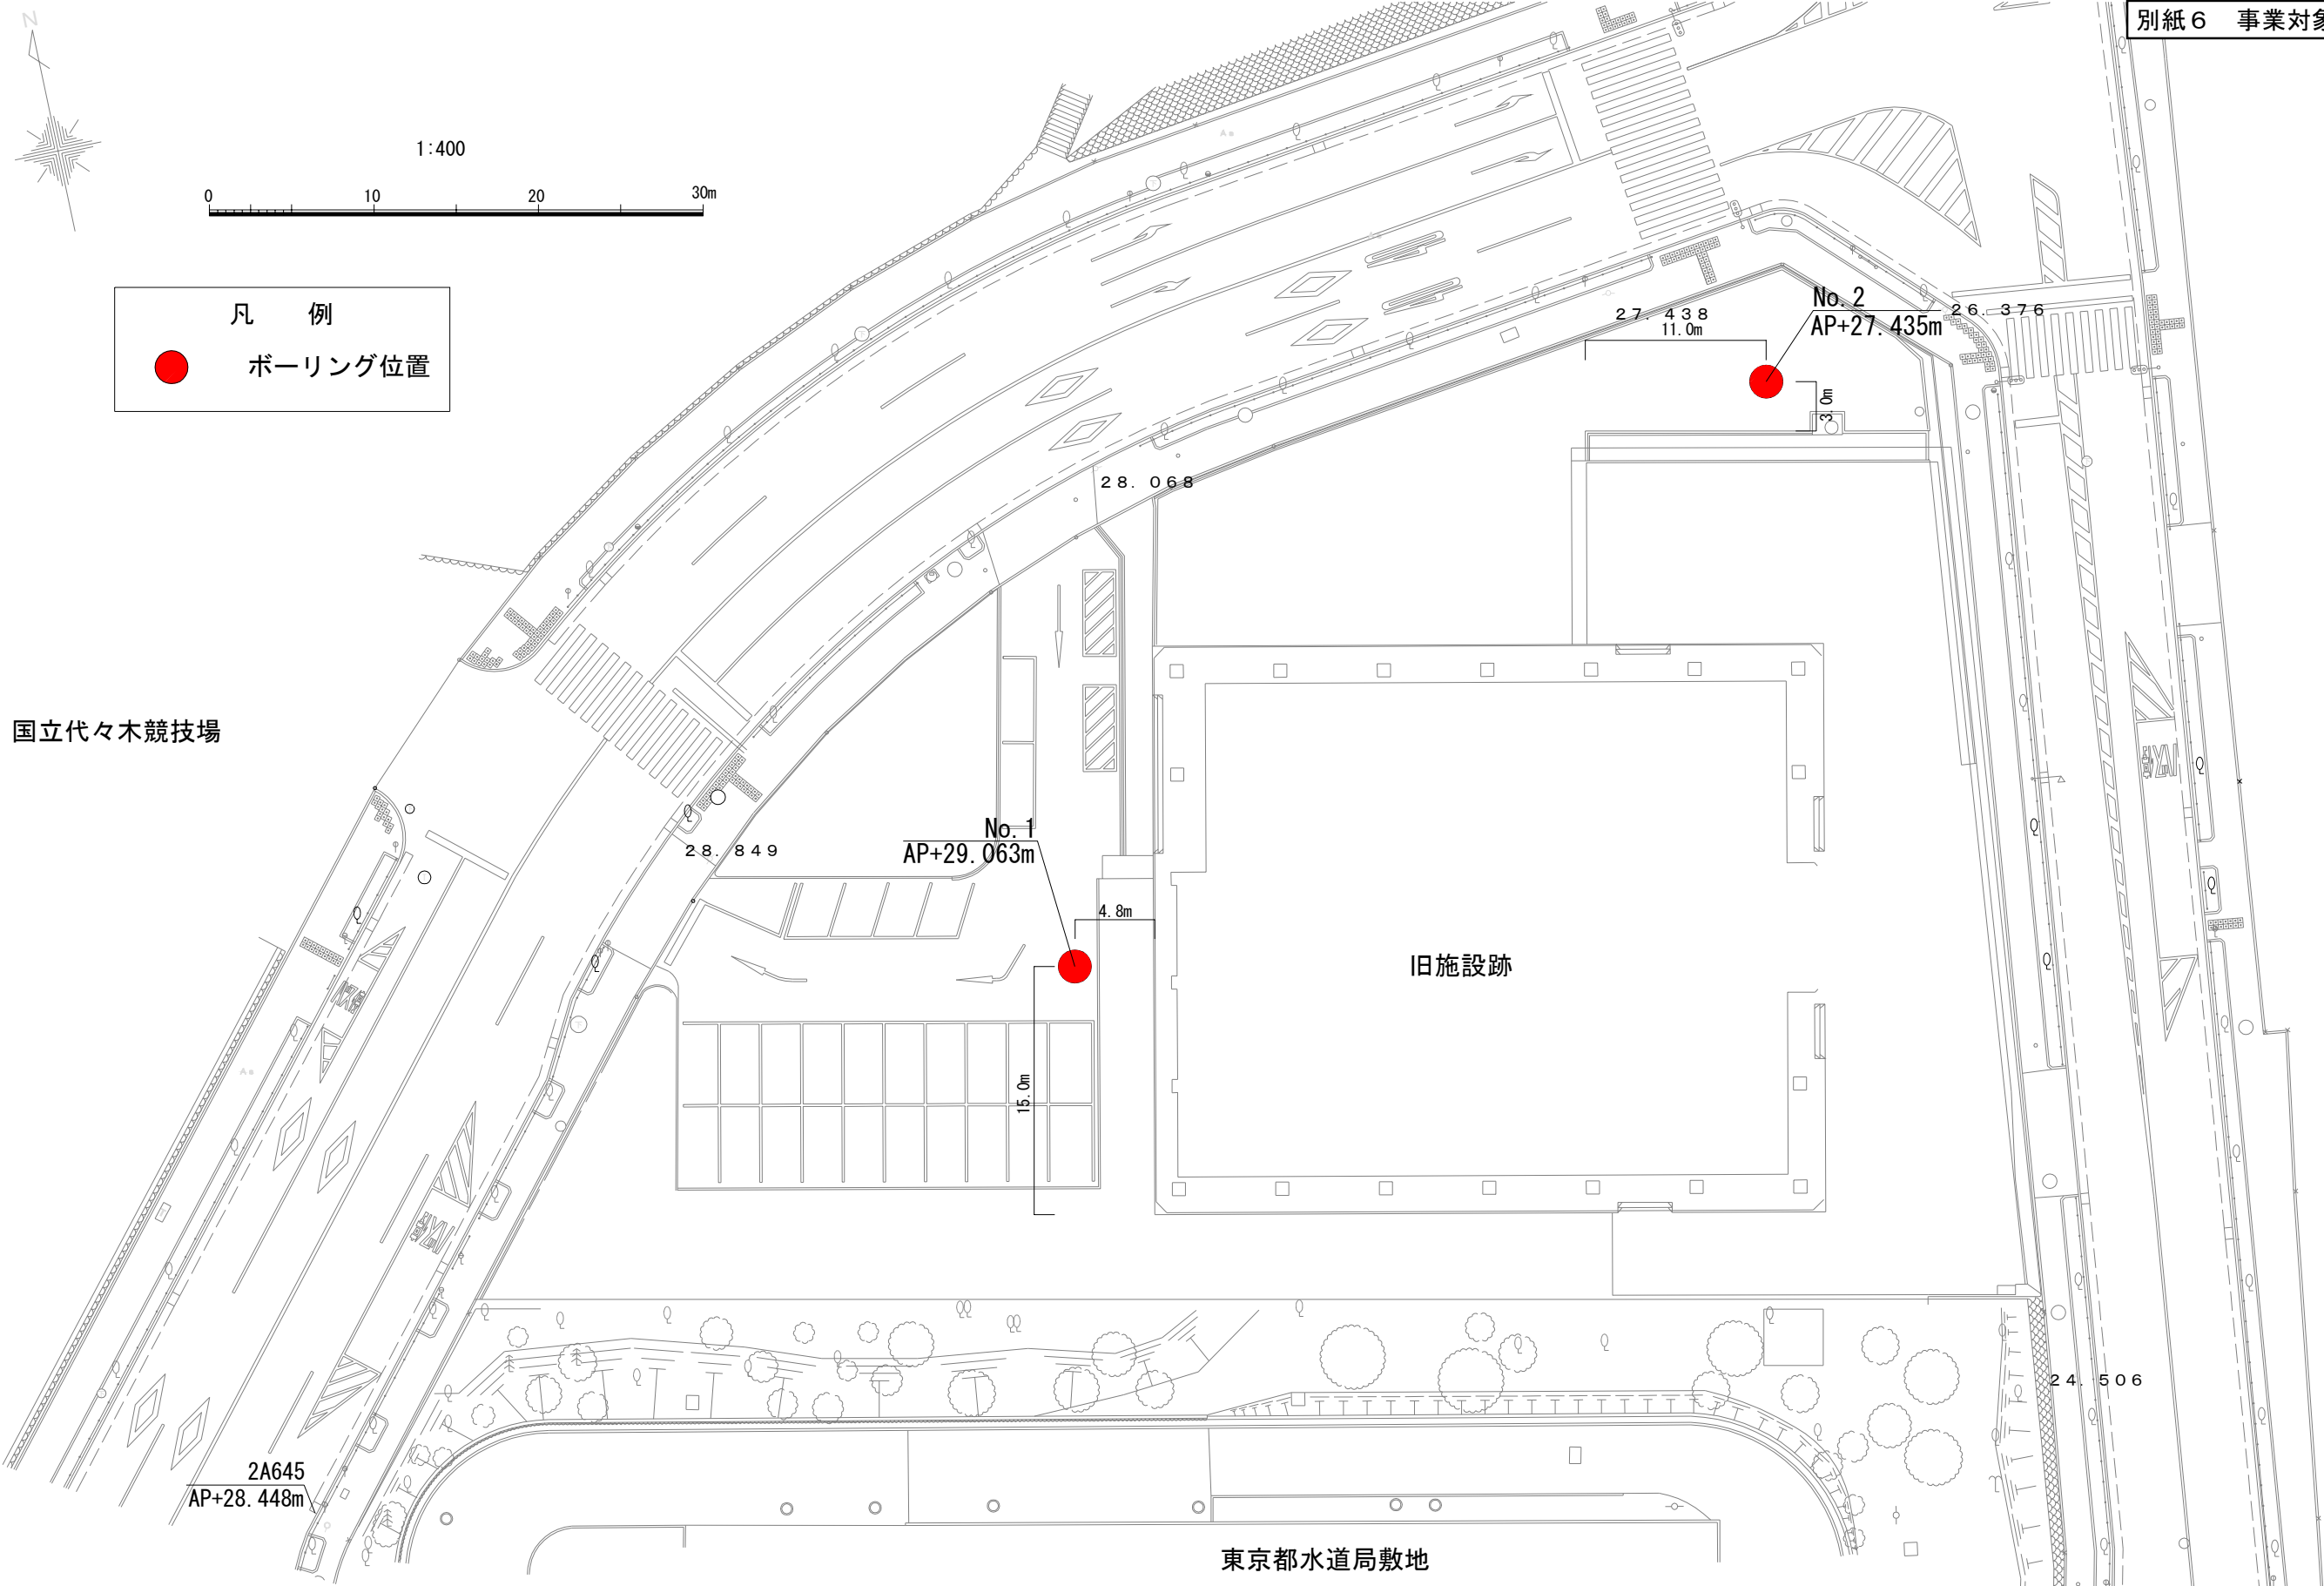 別紙6　事業対象
N
1:400
0 10 20 30m
凡　例
ボーリング位置
No.2
AP+27.435m
26.376
27.438
11.0m
3.0m
28.068
国立代々木競技場
No.1
AP+29.063m
28.849
4.8m
旧施設跡
15.0m
24.506
2A645
AP+28.448m
東京都水道局敷地